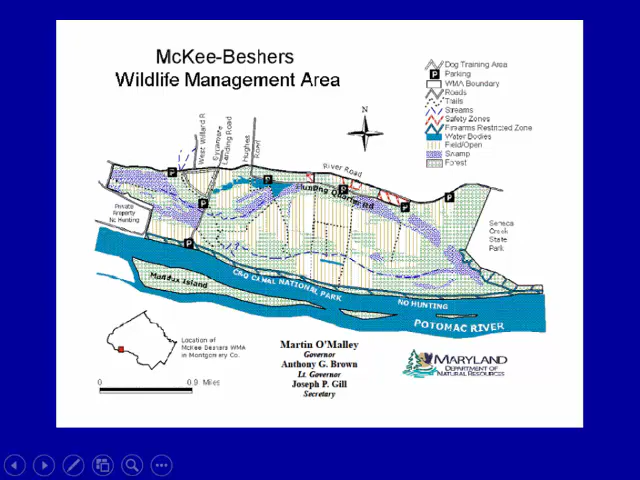 McKee-Beshers
Wildlife Management Area
Dog Training Area
P Parking
WMA Boundary
Roads
Trails
Streams
Safety Zones
Firearms Restricted Zone
Water Bodies
Field/Open
Swamp
Forest
N
West Willard R
Sycamore
Landing Road
Hughes
Road
River Road
P
P
P
P
P
Hunting Quarter Rd
P
P
Private
Property
No Hunting
Seneca
Creek
State
Park
Maddux Island
C&O CANAL NATIONAL PARK
NO HUNTING
POTOMAC RIVER
Location of
McKee Beshers WMA
in Montgomery Co.
0 0.9 Miles
Martin O'Malley
Governor
Anthony G. Brown
Lt. Governor
Joseph P. Gill
Secretary
MARYLAND
DEPARTMENT OF
NATURAL RESOURCES